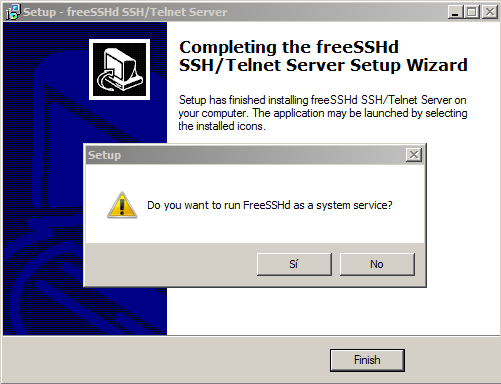 Setup - freeSSHd SSH/Telnet Server
Completing the freeSSHd
SSH/Telnet Server Setup Wizard
Setup has finished installing freeSSHd SSH/Telnet Server on
your computer. The application may be launched by selecting
the installed icons.
Setup
Do you want to run FreeSSHd as a system service?
Sí
No
Finish